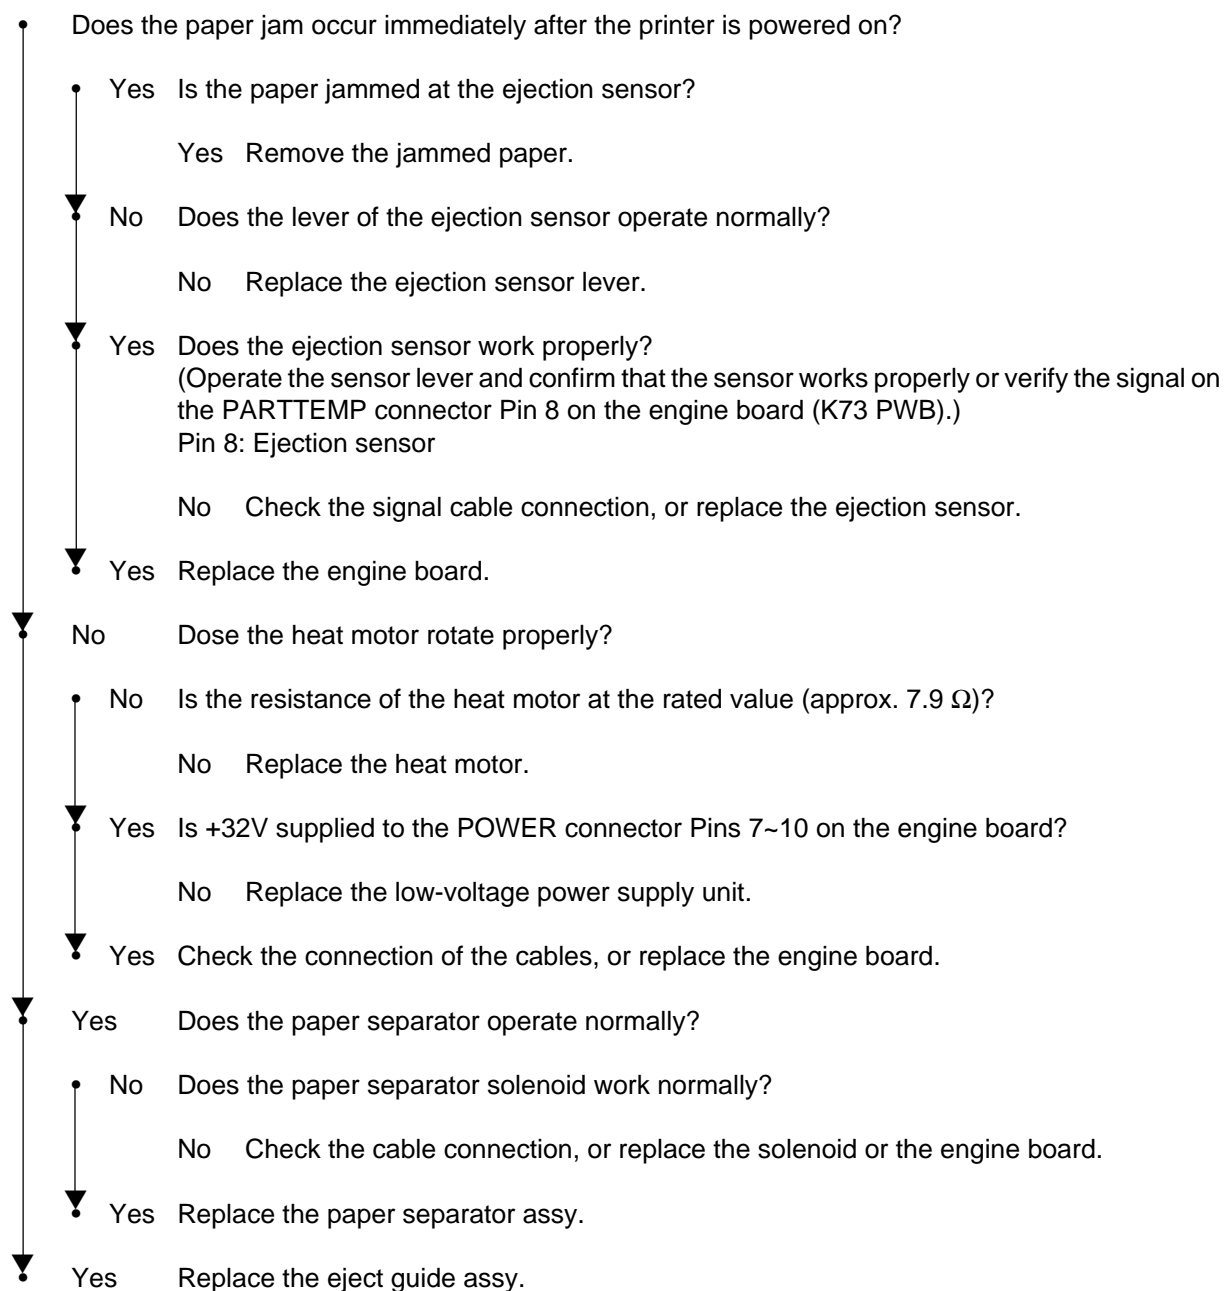 Does the paper jam occur immediately after the printer is powered on?
Yes Is the paper jammed at the ejection sensor?
Yes Remove the jammed paper.
No Does the lever of the ejection sensor operate normally?
No Replace the ejection sensor lever.
Yes Does the ejection sensor work properly?
(Operate the sensor lever and confirm that the sensor works properly or verify the signal on
the PARTTEMP connector Pin 8 on the engine board (K73 PWB).)
Pin 8: Ejection sensor
No Check the signal cable connection, or replace the ejection sensor.
Yes Replace the engine board.
No Dose the heat motor rotate properly?
No Is the resistance of the heat motor at the rated value (approx. 7.9 Ω)?
No Replace the heat motor.
Yes Is +32V supplied to the POWER connector Pins 7~10 on the engine board?
No Replace the low-voltage power supply unit.
Yes Check the connection of the cables, or replace the engine board.
Yes Does the paper separator operate normally?
No Does the paper separator solenoid work normally?
No Check the cable connection, or replace the solenoid or the engine board.
Yes Replace the paper separator assy.
Yes Replace the eject guide assy.